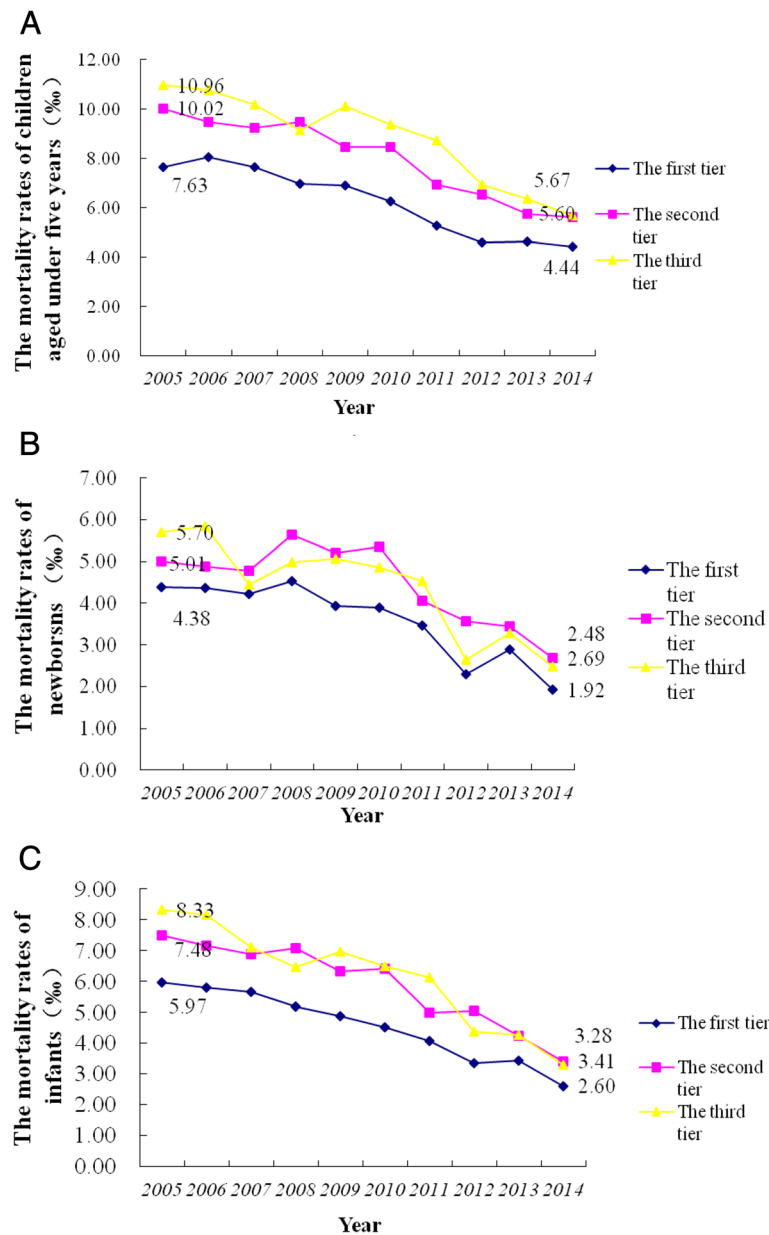 A
The mortality rates of children
aged under five years（‰）
12.00
10.00
8.00
6.00
4.00
2.00
0.00
10.96
10.02
7.63
5.67
5.60
4.44
The first tier
The second
tier
The third
tier
2005 2006 2007 2008 2009 2010 2011 2012 2013 2014
Year
B
The mortality rates of
newborsns（‰）
7.00
6.00
5.00
4.00
3.00
2.00
1.00
0.00
5.70
5.01
4.38
2.48
2.69
1.92
The first
tier
The second
tier
The third
tier
2005 2006 2007 2008 2009 2010 2011 2012 2013 2014
Year
C
The mortality rates of
infants（‰）
9.00
8.00
7.00
6.00
5.00
4.00
3.00
2.00
1.00
0.00
8.33
7.48
5.97
3.28
3.41
2.60
The first tier
The second
tier
The third
tier
2005 2006 2007 2008 2009 2010 2011 2012 2013 2014
Year